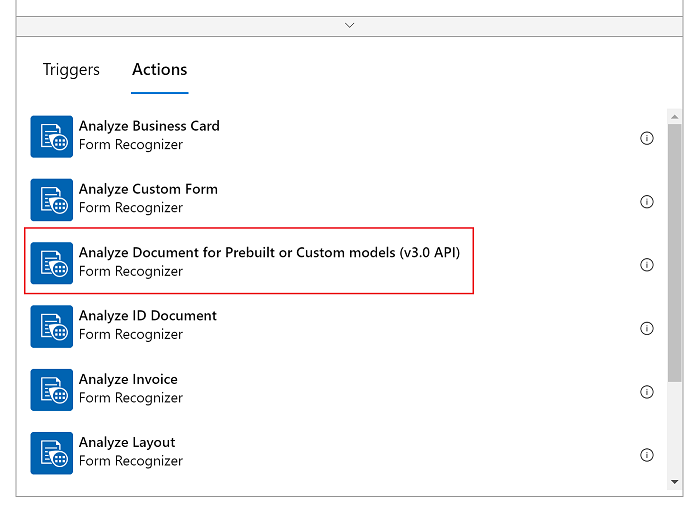 Triggers Actions
Analyze Business Card
Form Recognizer
Analyze Custom Form
Form Recognizer
Analyze Document for Prebuilt or Custom models (v3.0 API)
Form Recognizer
Analyze ID Document
Form Recognizer
Analyze Invoice
Form Recognizer
Analyze Layout
Form Recognizer